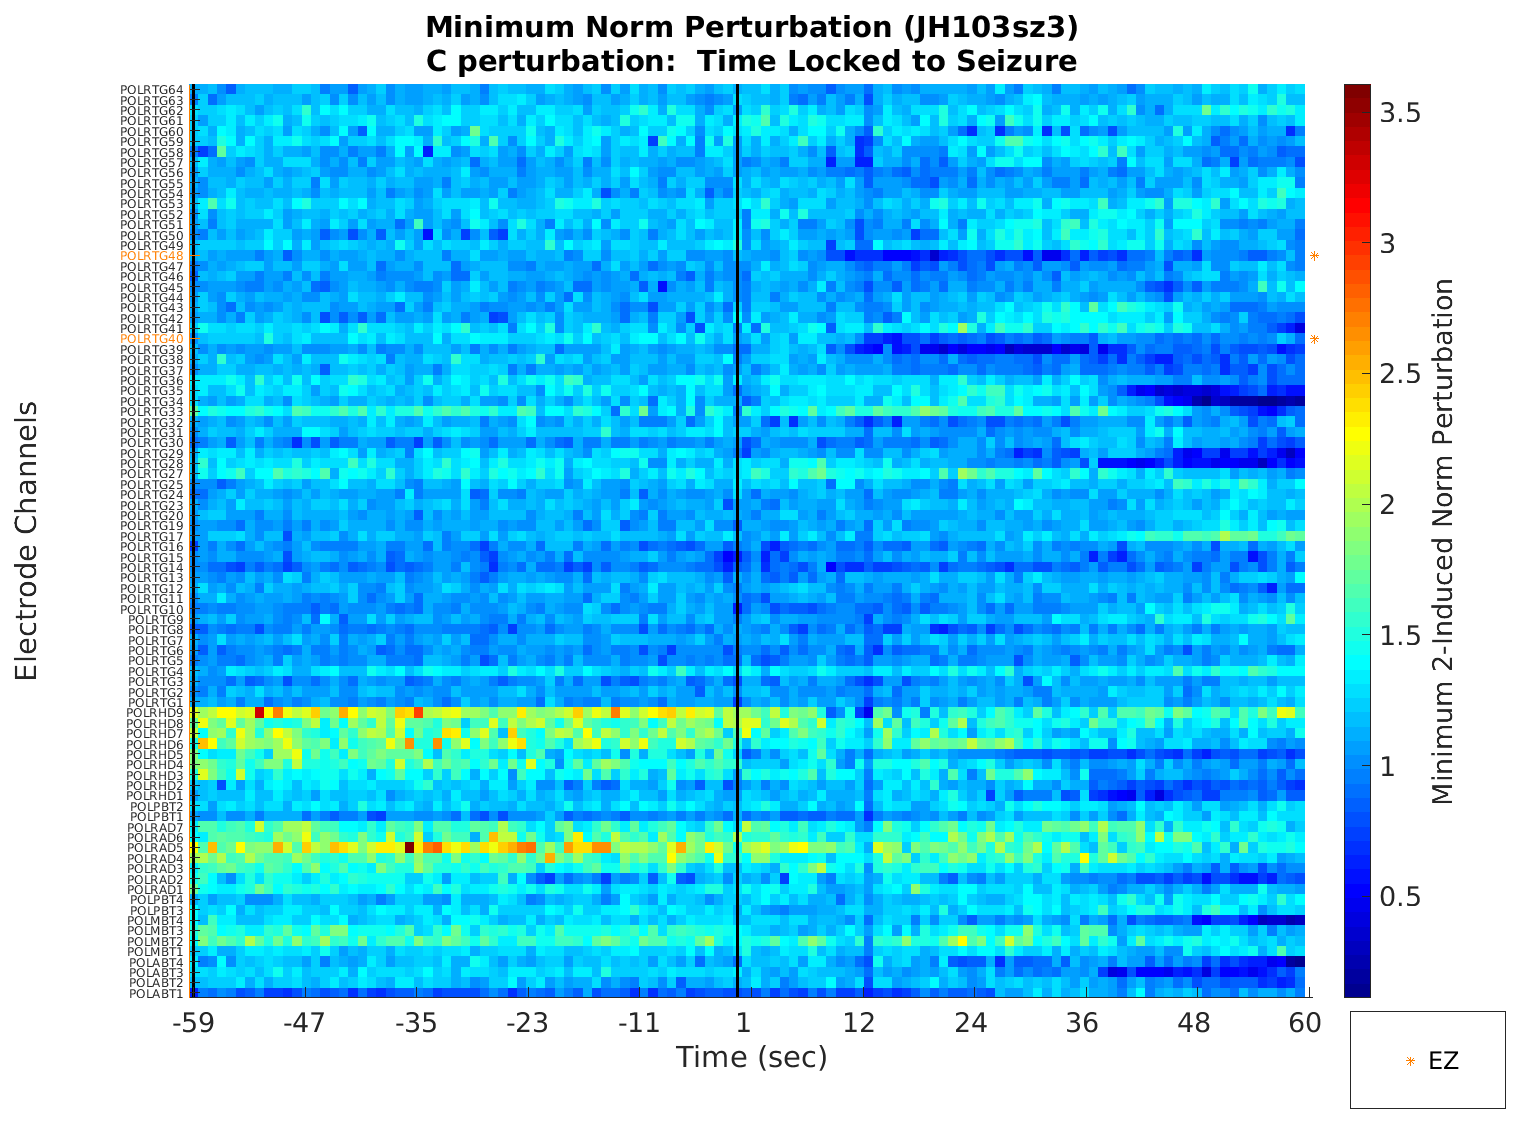 Minimum Norm Perturbation (JH103sz3)
C perturbation:  Time Locked to Seizure
Electrode Channels
POLRTG64
POLRTG63
POLRTG62
POLRTG61
POLRTG60
POLRTG59
POLRTG58
POLRTG57
POLRTG56
POLRTG55
POLRTG54
POLRTG53
POLRTG52
POLRTG51
POLRTG50
POLRTG49
POLRTG48
POLRTG47
POLRTG46
POLRTG45
POLRTG44
POLRTG43
POLRTG42
POLRTG41
POLRTG40
POLRTG39
POLRTG38
POLRTG37
POLRTG36
POLRTG35
POLRTG34
POLRTG33
POLRTG32
POLRTG31
POLRTG30
POLRTG29
POLRTG28
POLRTG27
POLRTG25
POLRTG24
POLRTG23
POLRTG20
POLRTG19
POLRTG17
POLRTG16
POLRTG15
POLRTG14
POLRTG13
POLRTG12
POLRTG11
POLRTG10
POLRTG9
POLRTG8
POLRTG7
POLRTG6
POLRTG5
POLRTG4
POLRTG3
POLRTG2
POLRTG1
POLRHD9
POLRHD8
POLRHD7
POLRHD6
POLRHD5
POLRHD4
POLRHD3
POLRHD2
POLRHD1
POLPBT2
POLPBT1
POLRAD7
POLRAD6
POLRAD5
POLRAD4
POLRAD3
POLRAD2
POLRAD1
POLPBT4
POLPBT3
POLMBT4
POLMBT3
POLMBT2
POLMBT1
POLABT4
POLABT3
POLABT2
POLABT1
-59 -47 -35 -23 -11 1 12 24 36 48 60
Time (sec)
3.5
3
2.5
2
1.5
1
0.5
Minimum 2-Induced Norm Perturbation
EZ